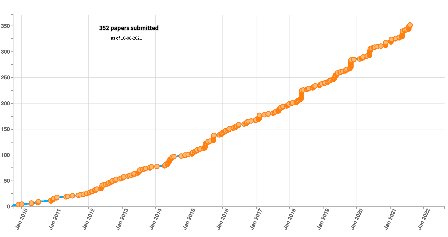 352 papers submitted
350
300
250
200
150
100
50
0
Jan 2010
Jan 2011
Jan 2012
Jan 2013
Jan 2014
Jan 2015
Jan 2016
Jan 2017
Jan 2018
Jan 2019
Jan 2020
Jan 2021
Jan 2022